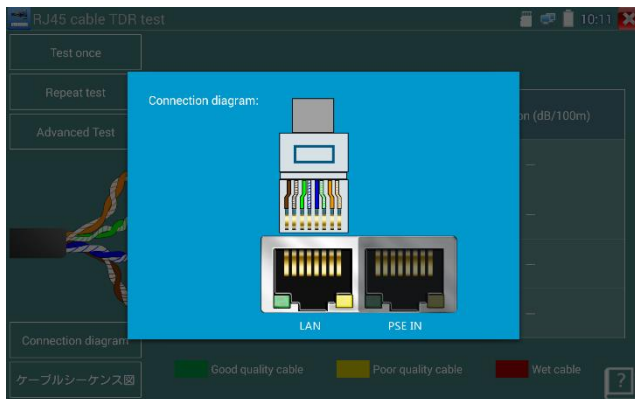 RJ45 cable TDR test
10:11
Test once
Repeat test
Advanced Test
Connection diagram:
on (dB/100m)
LAN
PSE IN
Connection diagram
ケーブルシーケンス図
Good quality cable
Poor quality cable
Wet cable
?